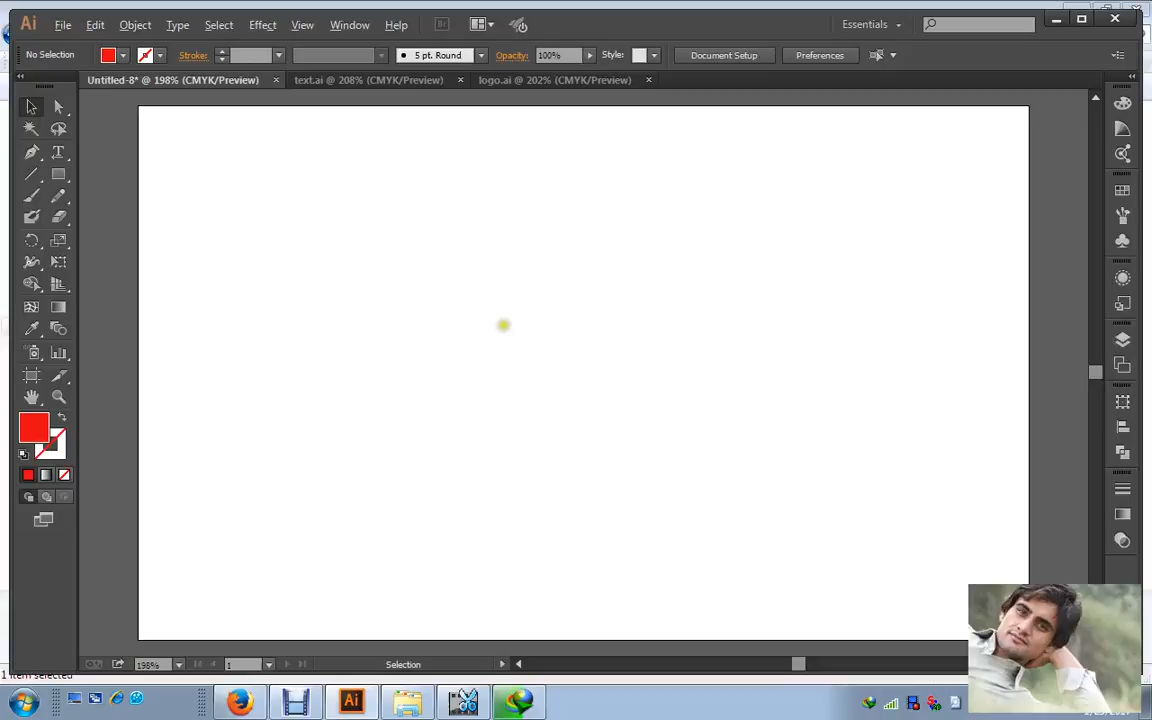 Ai File Edit Object Type Select Effect View Window Help Br Essentials
No Selection Stroke: 5 pt. Round Opacity: 100% Style: Document Setup Preferences
Untitled-8* @ 198% (CMYK/Preview) × text.ai @ 208% (CMYK/Preview) × logo.ai @ 202% (CMYK/Preview) ×
198% 1 Selection
1 item selected
Ai